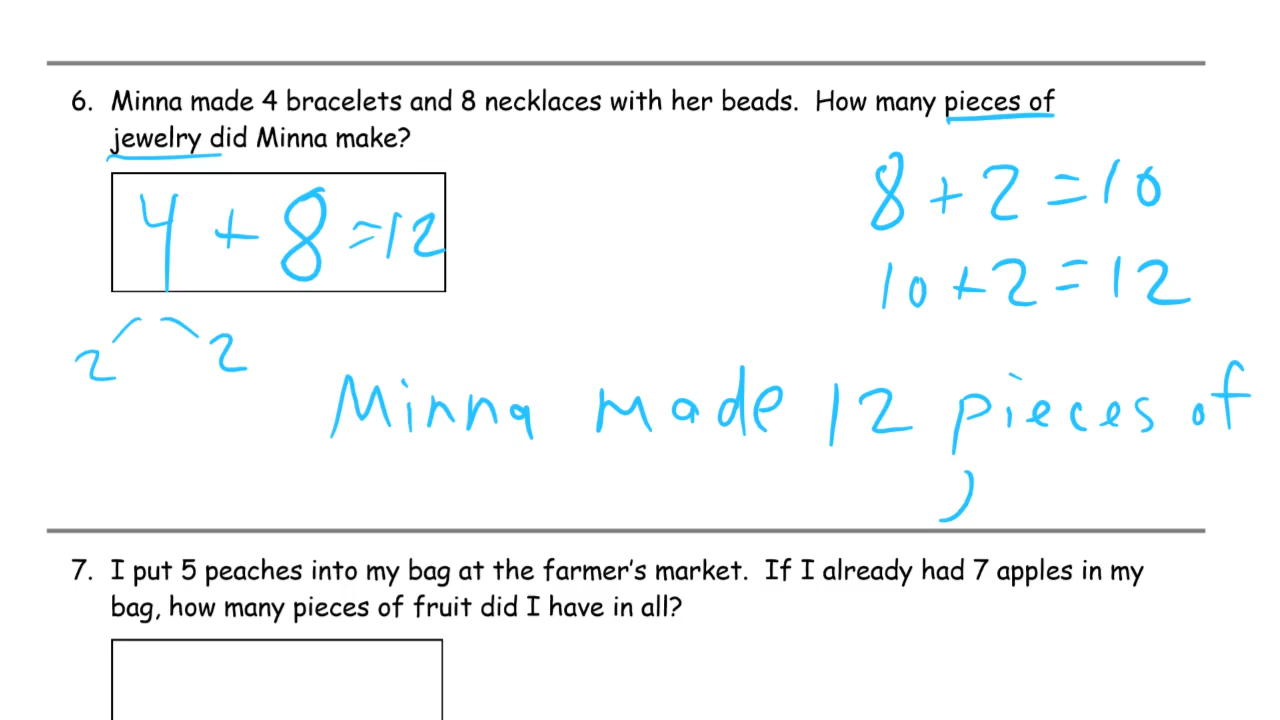 6. Minna made 4 bracelets and 8 necklaces with her beads. How many pieces of
jewelry did Minna make?
8 + 2 = 10
4 + 8 = 12
10 + 2 = 12
2 2
Minna made 12 pieces of
j
7. I put 5 peaches into my bag at the farmer's market. If I already had 7 apples in my
bag, how many pieces of fruit did I have in all?